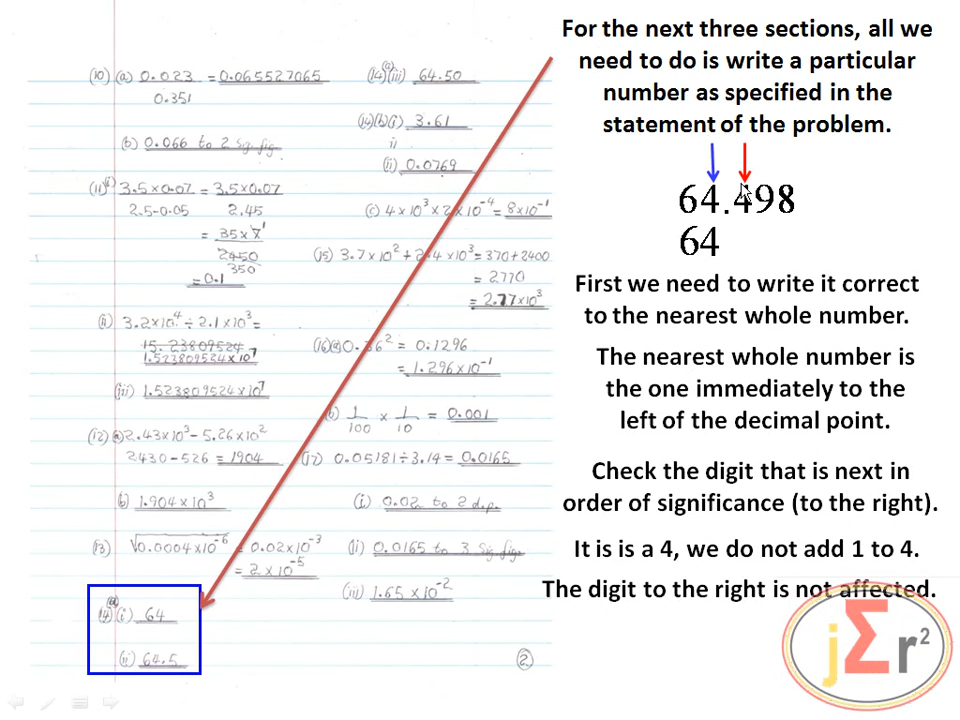 For the next three sections, all we
need to do is write a particular
number as specified in the
statement of the problem.
64.498
64
First we need to write it correct
to the nearest whole number.
The nearest whole number is
the one immediately to the
left of the decimal point.
Check the digit that is next in
order of significance (to the right).
It is is a 4, we do not add 1 to 4.
The digit to the right is not affected.
jΣr²
(10) (a) 0.023 = 0.065527065
0.351
(b) 0.066 to 2 sig. fig.
(11) (i) 3.5×0.07 = 3.5×0.07
2.5-0.05 2.45
= 35×7 1
2450
350
= 0.1
(ii) 3.2×10⁴ ÷ 2.1×10³ =
15.23809524
1.523809524×10⁷
(iii) 1.523809524×10⁷
(12) (a) 2.43×10³ - 5.26×10²
2430-526 = 1904
(b) 1.904×10³
(13) √0.0004×10⁻⁶ = 0.02×10⁻³
= 2×10⁻⁵
(a)
14 (i) 64
(ii) 64.5
(14)(a)(iii) 64.50
(14)(b)(i) 3.61
ii
(ii) 0.0769
(c) 4×10³ × 2×10⁻⁴ = 8×10⁻¹
(15) 3.7×10² + 2.4×10³ = 370+2400
= 2770
= 2.77×10³
(16) (a) 0.36² = 0.1296
= 1.296×10⁻¹
(b) 1 × 1 = 0.001
100 10
(17) 0.05181÷3.14 = 0.0165
(i) 0.02 to 2 d.p.
(ii) 0.0165 to 3 sig figs
(iii) 1.65×10⁻²
(2)